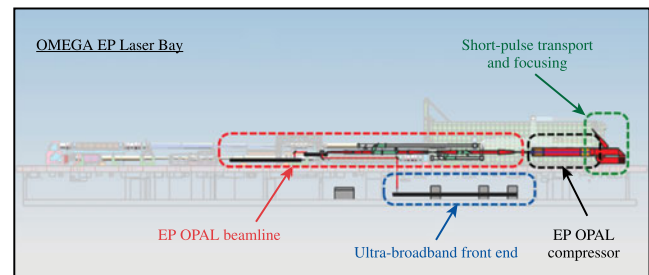 OMEGA EP Laser Bay
Short-pulse transport
and focusing
EP OPAL beamline
Ultra-broadband front end
EP OPAL
compressor